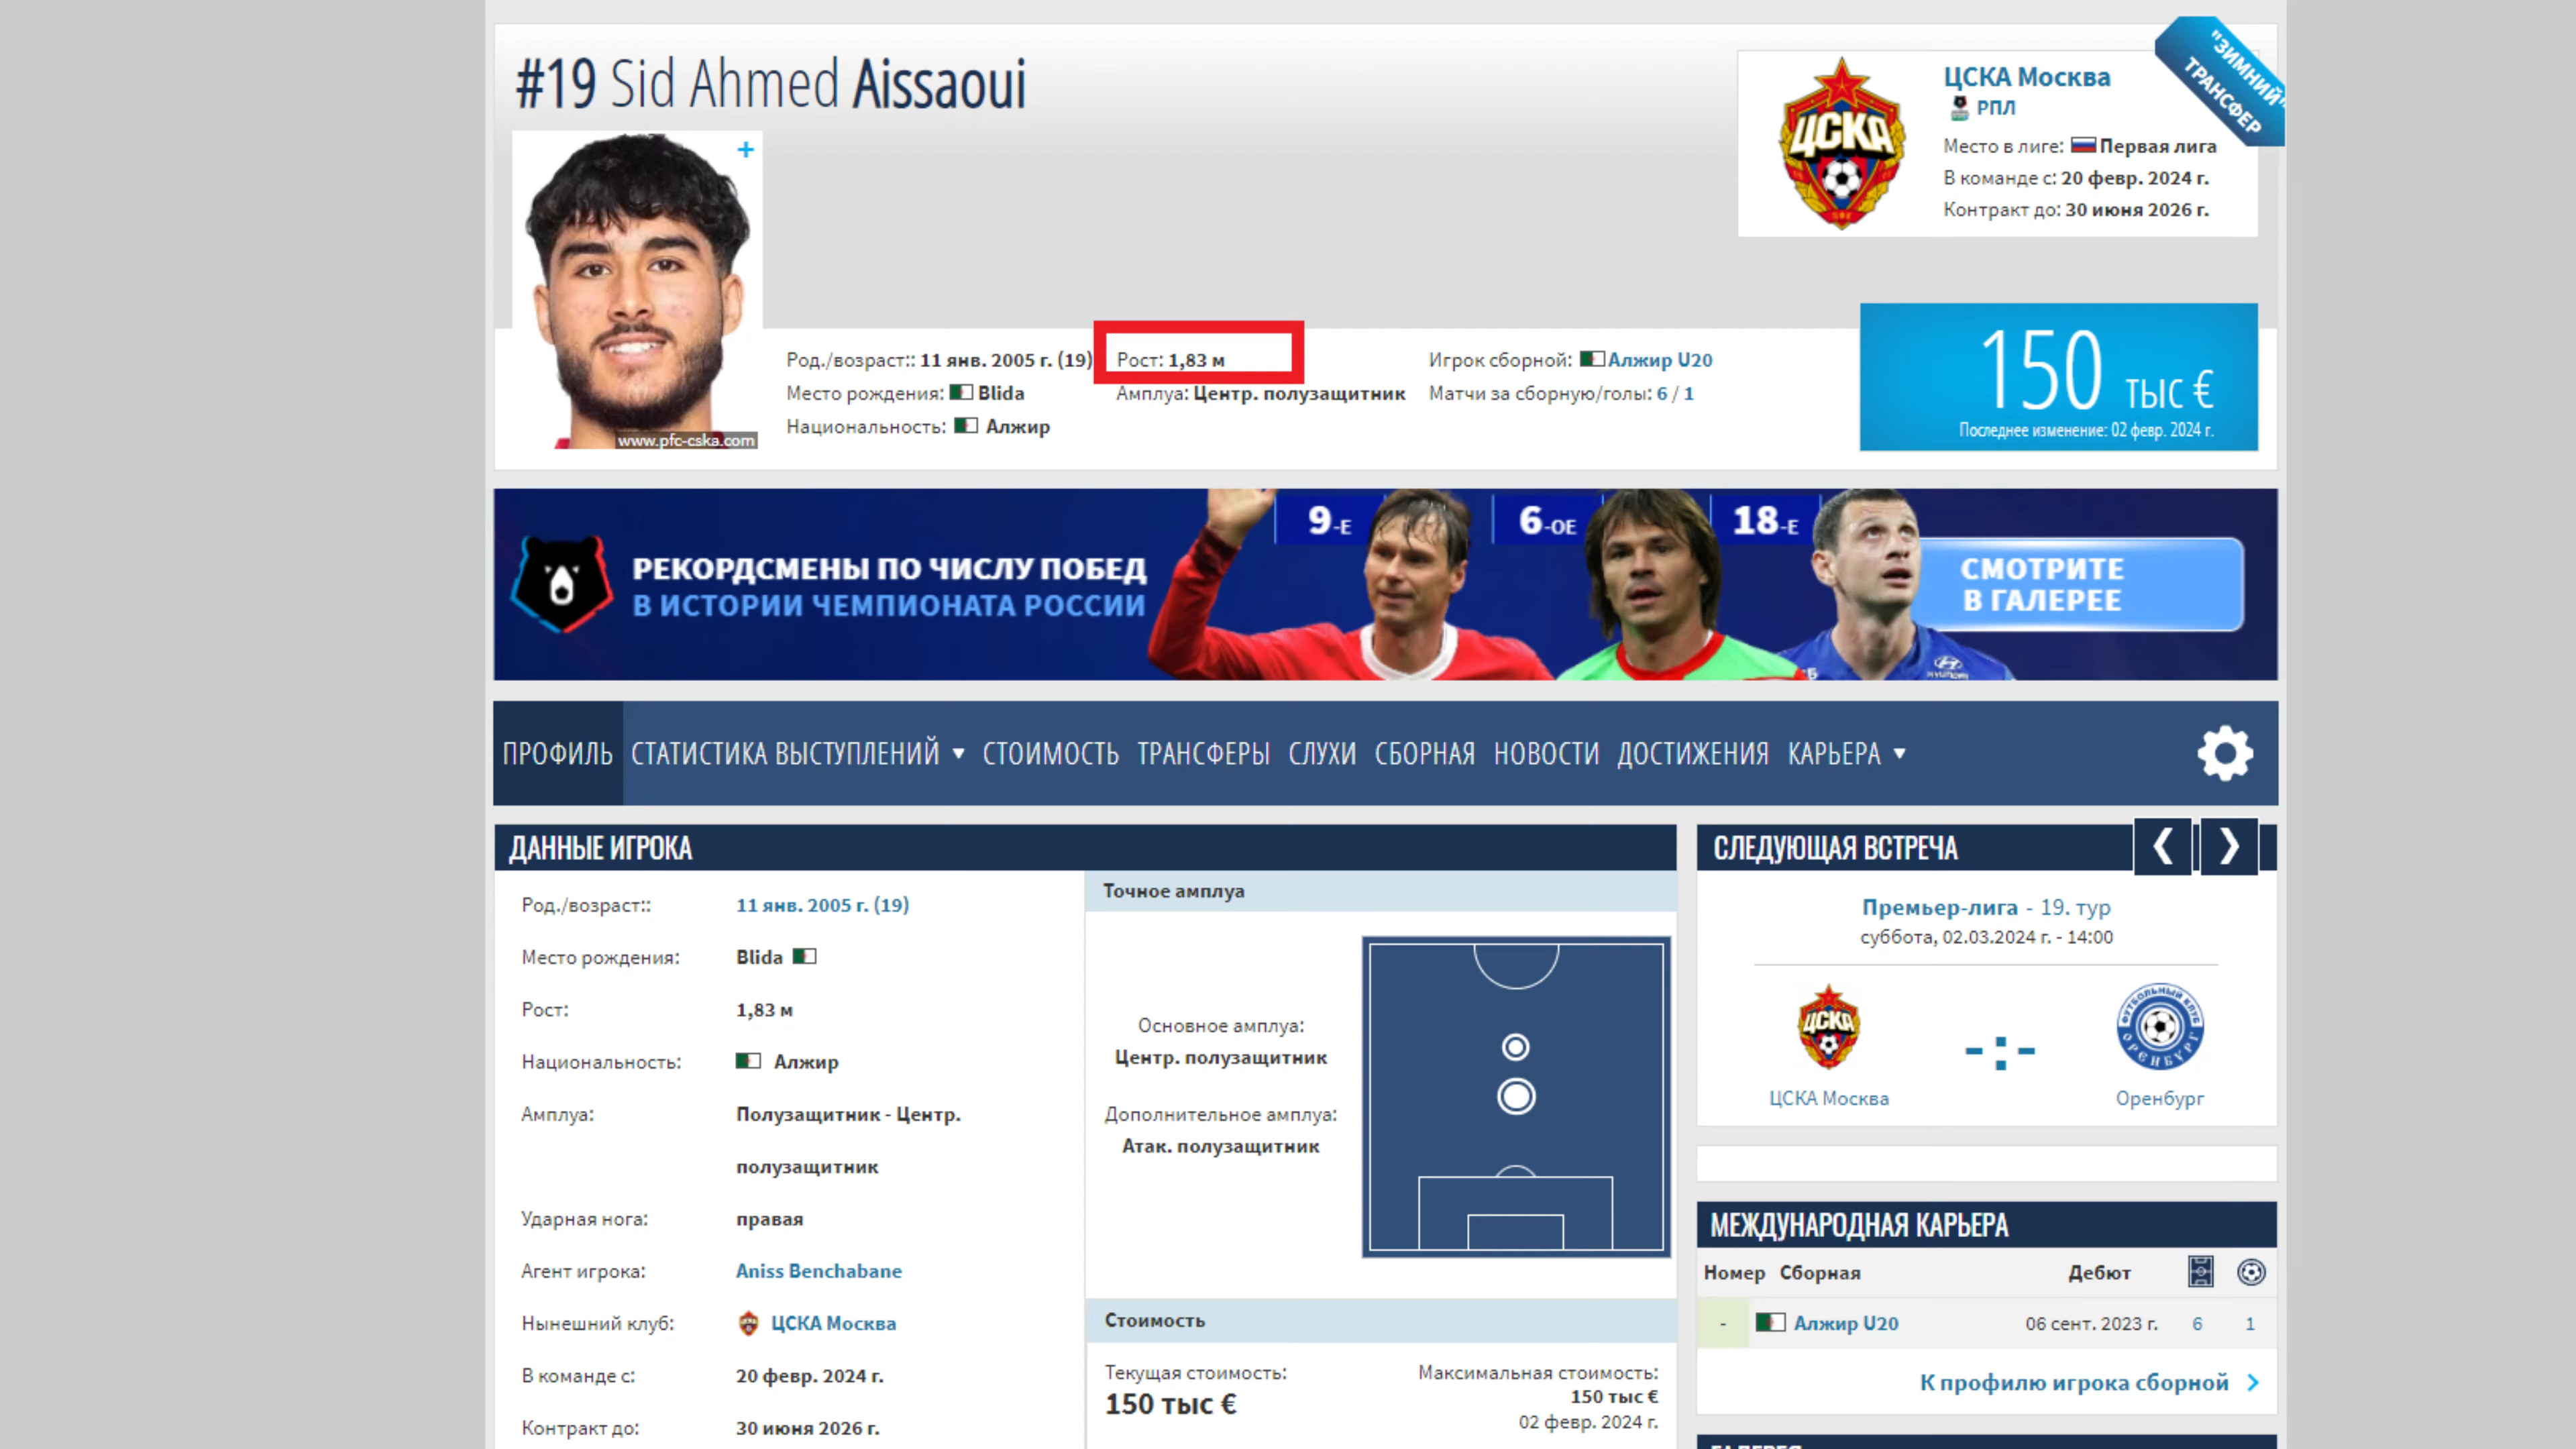 #19 Sid Ahmed Aissaoui
ЦСКА Москва
РПЛ
Место в лиге: Первая лига
В команде с: 20 февр. 2024 г.
Контракт до: 30 июня 2026 г.
"ЗИМНИЙ"
ТРАНСФЕР
ЦСКА
+
www.pfc-cska.com
Род./возраст:: 11 янв. 2005 г. (19)
Место рождения: Blida
Национальность: Алжир
Рост: 1,83 м
Амплуа: Центр. полузащитник
Игрок сборной: Алжир U20
Матчи за сборную/голы: 6 / 1
150 тыс €
Последнее изменение: 02 февр. 2024 г.
РЕКОРДСМЕНЫ ПО ЧИСЛУ ПОБЕД
В ИСТОРИИ ЧЕМПИОНАТА РОССИИ
9-Е
6-ОЕ
18-Е
СМОТРИТЕ
В ГАЛЕРЕЕ
HYUNDAI
ПРОФИЛЬ СТАТИСТИКА ВЫСТУПЛЕНИЙ СТОИМОСТЬ ТРАНСФЕРЫ СЛУХИ СБОРНАЯ НОВОСТИ ДОСТИЖЕНИЯ КАРЬЕРА
ДАННЫЕ ИГРОКА
Род./возраст:: 11 янв. 2005 г. (19)
Место рождения: Blida
Рост: 1,83 м
Национальность: Алжир
Амплуа: Полузащитник - Центр.
полузащитник
Ударная нога: правая
Агент игрока: Aniss Benchabane
Нынешний клуб: ЦСКА Москва
В команде с: 20 февр. 2024 г.
Контракт до: 30 июня 2026 г.
Точное амплуа
Основное амплуа:
Центр. полузащитник
Дополнительное амплуа:
Атак. полузащитник
Стоимость
Текущая стоимость:
150 тыс €
Максимальная стоимость:
150 тыс €
02 февр. 2024 г.
СЛЕДУЮЩАЯ ВСТРЕЧА
Премьер-лига - 19. тур
суббота, 02.03.2024 г. - 14:00
ЦСКА
-:-
ФУТБОЛЬНЫЙ КЛУБ
ОРЕНБУРГ
ЦСКА Москва
Оренбург
МЕЖДУНАРОДНАЯ КАРЬЕРА
Номер Сборная Дебют
- Алжир U20 06 сент. 2023 г. 6 1
К профилю игрока сборной